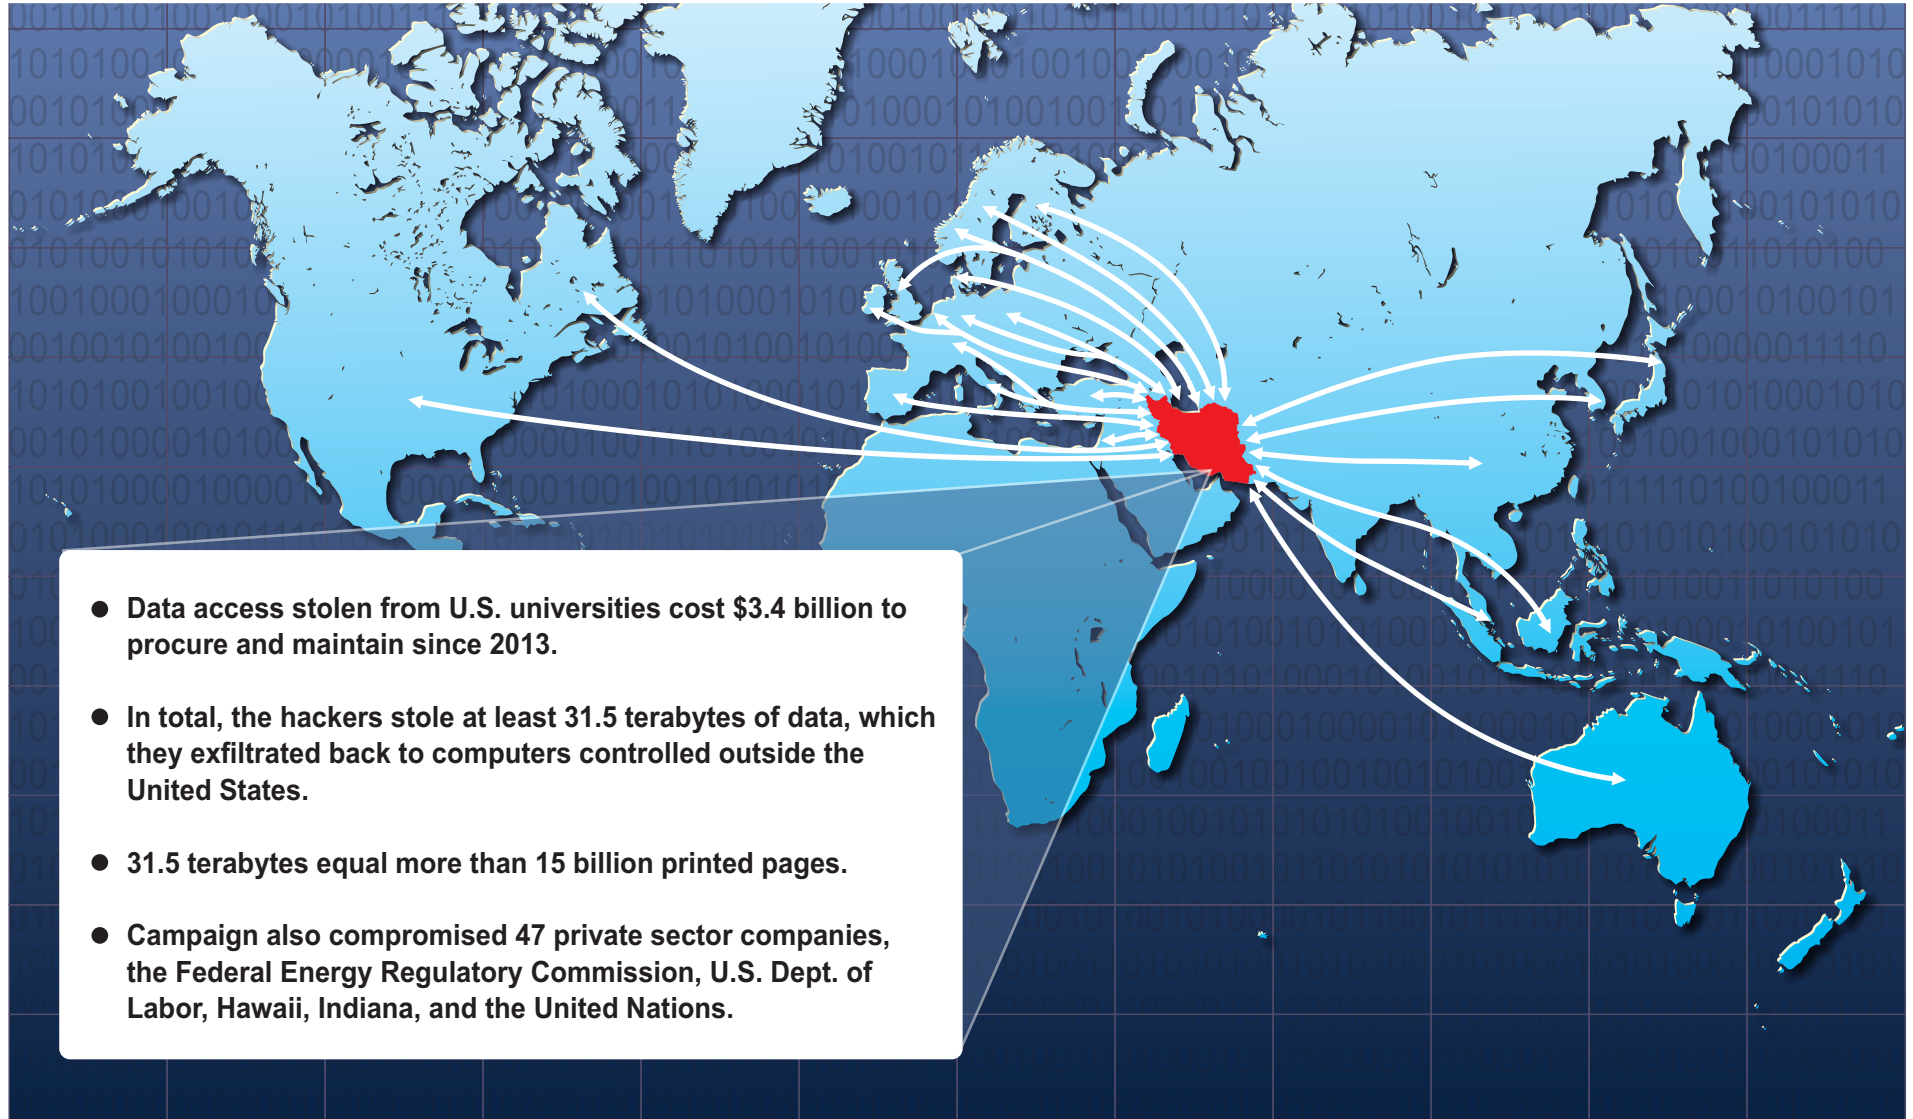 ● Data access stolen from U.S. universities cost $3.4 billion to
procure and maintain since 2013.
● In total, the hackers stole at least 31.5 terabytes of data, which
they exfiltrated back to computers controlled outside the
United States.
● 31.5 terabytes equal more than 15 billion printed pages.
● Campaign also compromised 47 private sector companies,
the Federal Energy Regulatory Commission, U.S. Dept. of
Labor, Hawaii, Indiana, and the United Nations.